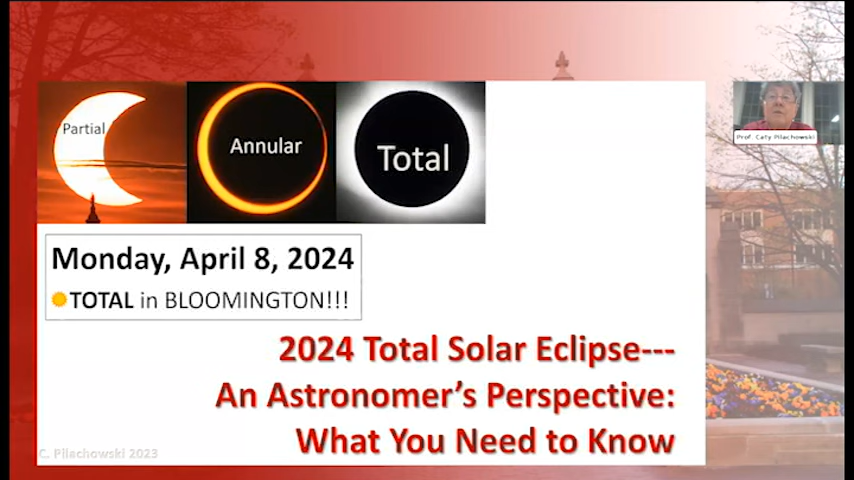 Partial
Annular
Total
Prof. Caty Pilachowski
Monday, April 8, 2024
TOTAL in BLOOMINGTON!!!
2024 Total Solar Eclipse---
An Astronomer’s Perspective:
What You Need to Know
C. Pilachowski 2023